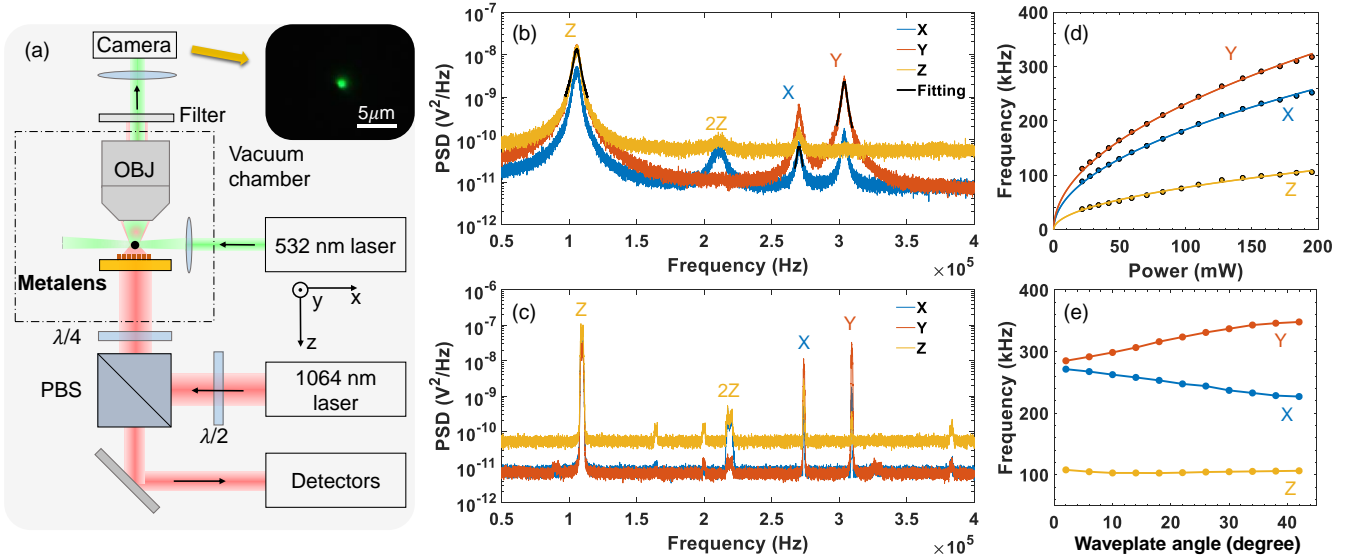 (a)
Camera
5μm
Filter
OBJ
Vacuum
chamber
532 nm laser
Metalens
y
x
z
λ/4
PBS
1064 nm
laser
λ/2
Detectors
(b)
10⁻⁷
10⁻⁸
10⁻⁹
10⁻¹⁰
10⁻¹¹
10⁻¹²
PSD (V²/Hz)
Z
2Z
X
Y
X
Y
Z
Fitting
0.5
1
1.5
2
2.5
3
3.5
4
Frequency (Hz)
× 10⁵
(c)
10⁻⁵
10⁻⁶
10⁻⁷
10⁻⁸
10⁻⁹
10⁻¹⁰
10⁻¹¹
10⁻¹²
PSD (V²/Hz)
Z
2Z
X
Y
X
Y
Z
0.5
1
1.5
2
2.5
3
3.5
4
Frequency (Hz)
× 10⁵
(d)
400
300
200
100
0
Frequency (kHz)
Y
X
Z
0
50
100
150
200
Power (mW)
(e)
400
300
200
100
Frequency (kHz)
Y
X
Z
0
10
20
30
40
Waveplate angle (degree)